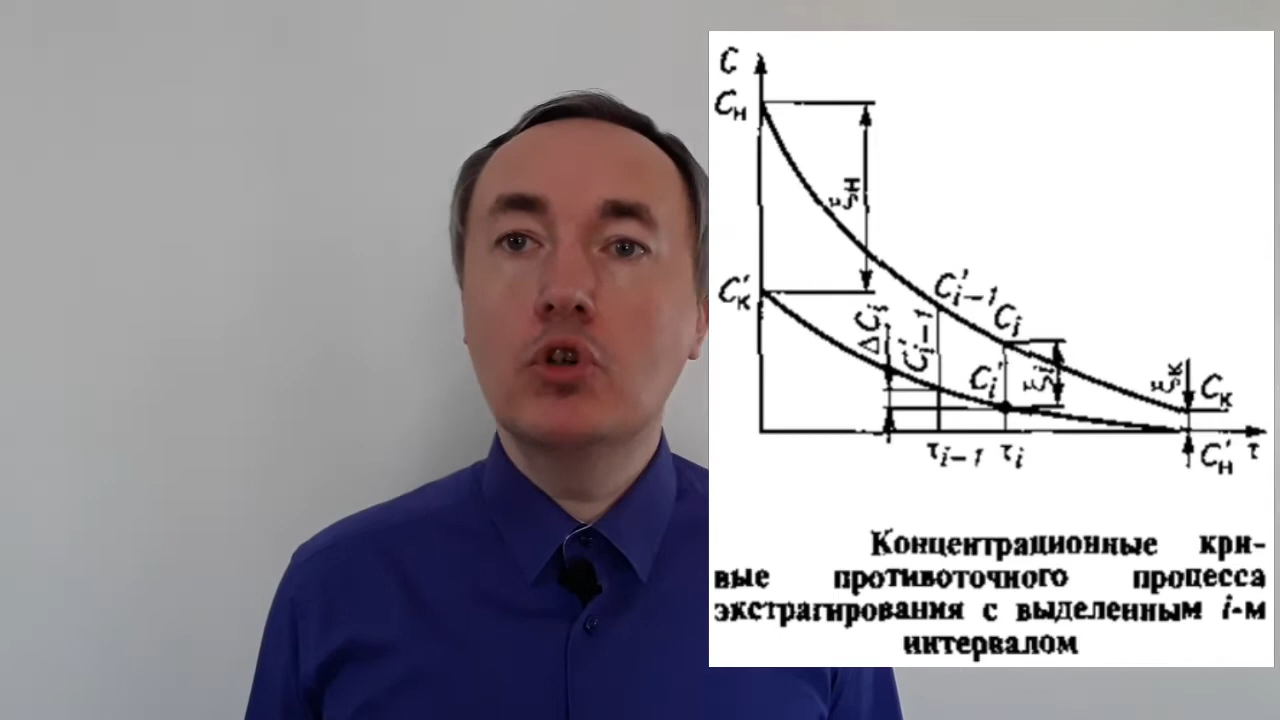 C
Cн
ξн
C'к
ΔCᵢ
C'ᵢ₋₁
C'ᵢ₋₁
Cᵢ
C'ᵢ
ξᵢ
ξк
Cк
τᵢ₋₁ τᵢ
C'н
τ
Концентрационные кри-
вые противоточного процесса
экстрагирования с выделенным i-м
интервалом